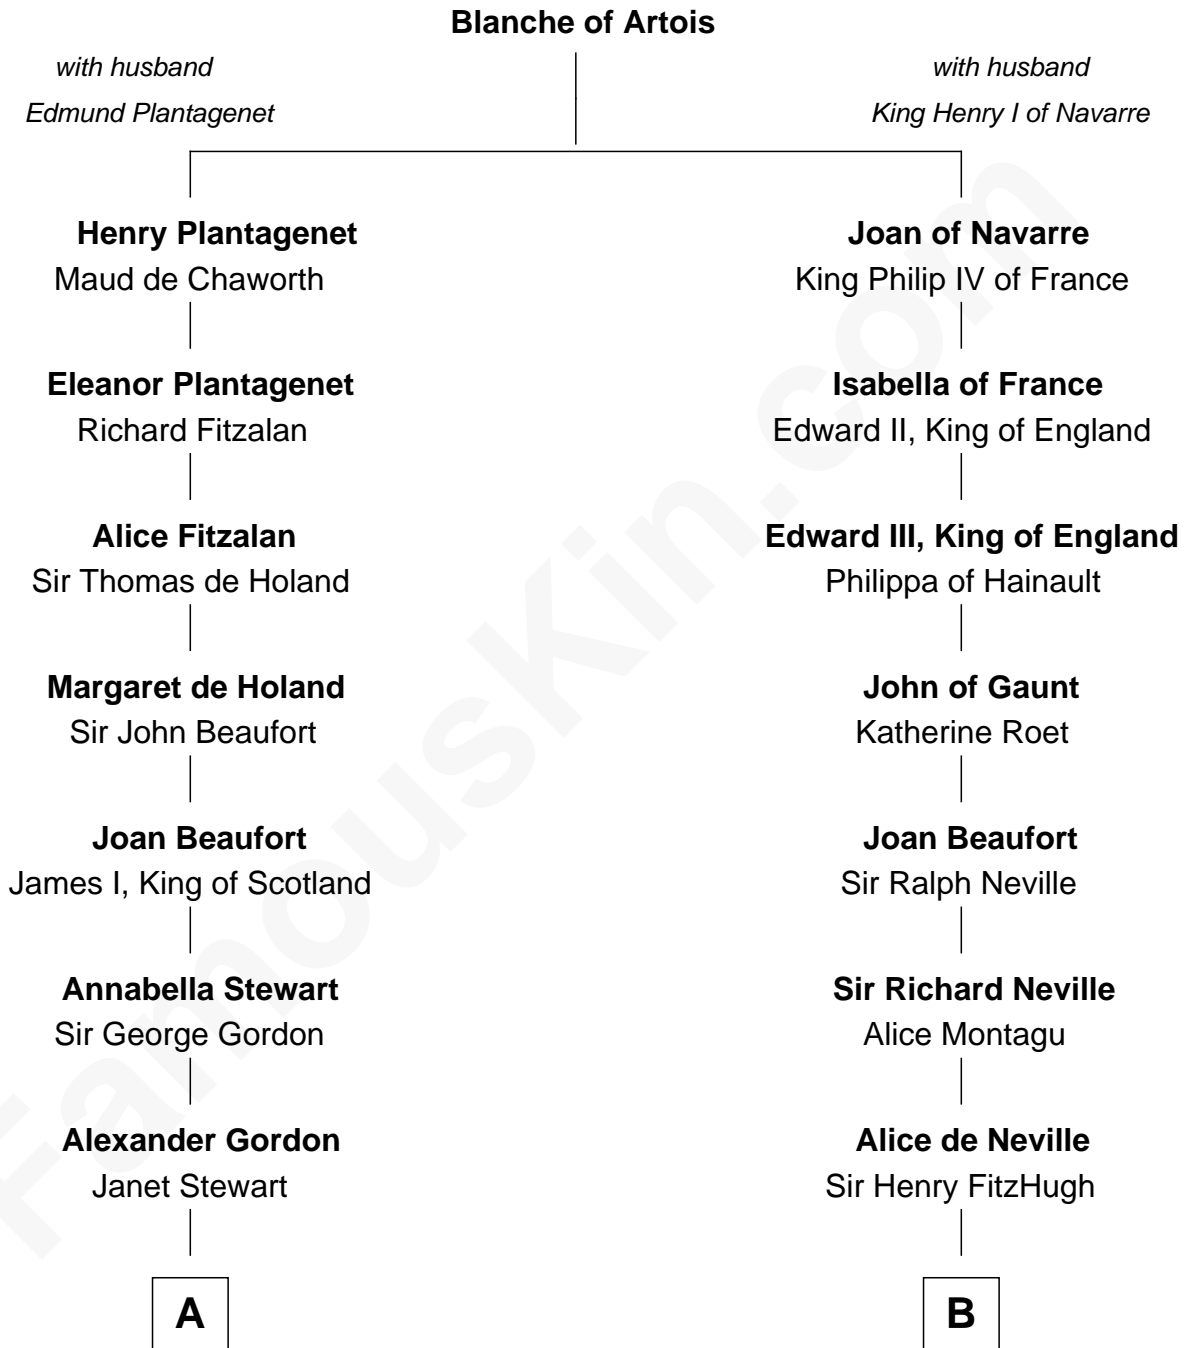 Blanche of Artois
with husband
Edmund Plantagenet
with husband
King Henry I of Navarre
Henry Plantagenet
Maud de Chaworth
Joan of Navarre
King Philip IV of France
Eleanor Plantagenet
Richard Fitzalan
Isabella of France
Edward II, King of England
Alice Fitzalan
Sir Thomas de Holand
Edward III, King of England
Philippa of Hainault
Margaret de Holand
Sir John Beaufort
John of Gaunt
Katherine Roet
Joan Beaufort
James I, King of Scotland
Joan Beaufort
Sir Ralph Neville
Annabella Stewart
Sir George Gordon
Sir Richard Neville
Alice Montagu
Alexander Gordon
Janet Stewart
Alice de Neville
Sir Henry FitzHugh
A
B
FamousKin.com